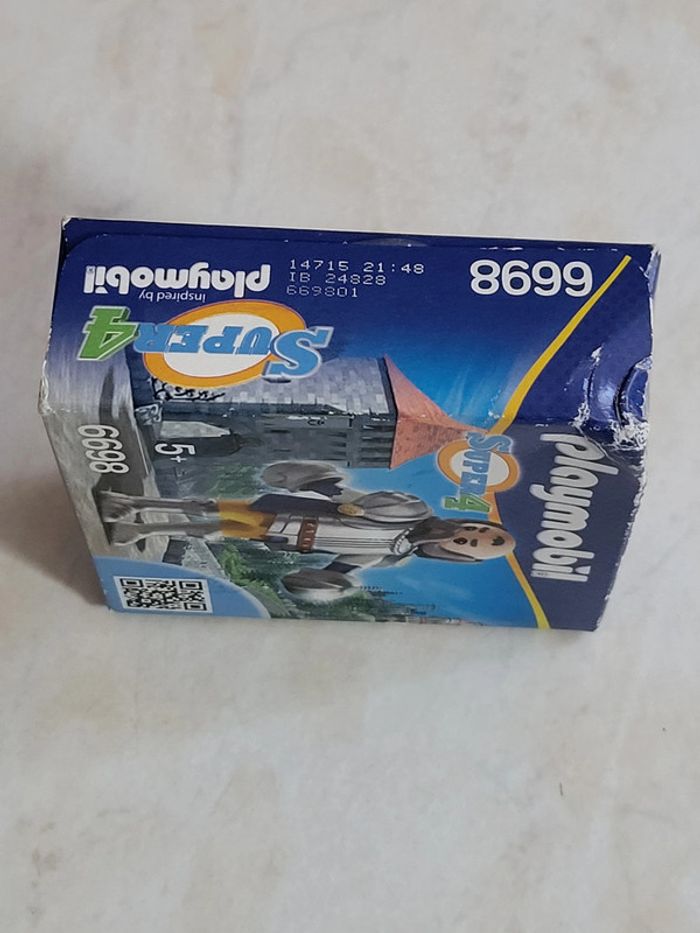 6698
14715 21:48
IB 24828
669801
inspired by
playmobil®
SUPER4
playmobil®
SUPER4
5+
6698